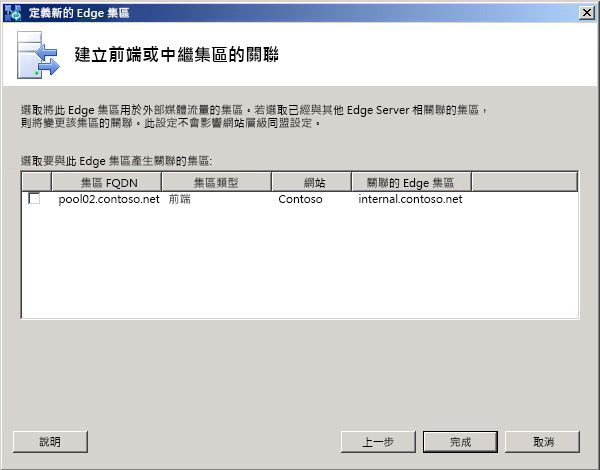 定義新的 Edge 集區
建立前端或中繼集區的關聯
選取將此 Edge 集區用於外部媒體流量的集區。若選取已經與其他 Edge Server 相關聯的集區，
則將變更該集區的關聯。此設定不會影響網站層級同盟設定。
選取要與此 Edge 集區產生關聯的集區:
集區 FQDN 集區類型 網站 關聯的 Edge 集區
pool02.contoso.net 前端 Contoso internal.contoso.net
說明 上一步 完成 取消